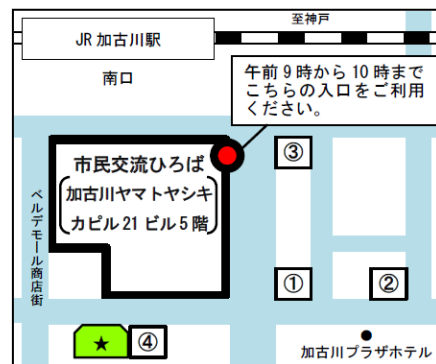 至神戸
JR 加古川駅
南口
午前9時から10時まで
こちらの入口をご利用
ください。
市民交流ひろば
加古川ヤマトヤシキ
カピル21 ビル5階
ベルデモール商店街
③
①
②
★
④
加古川プラザホテル